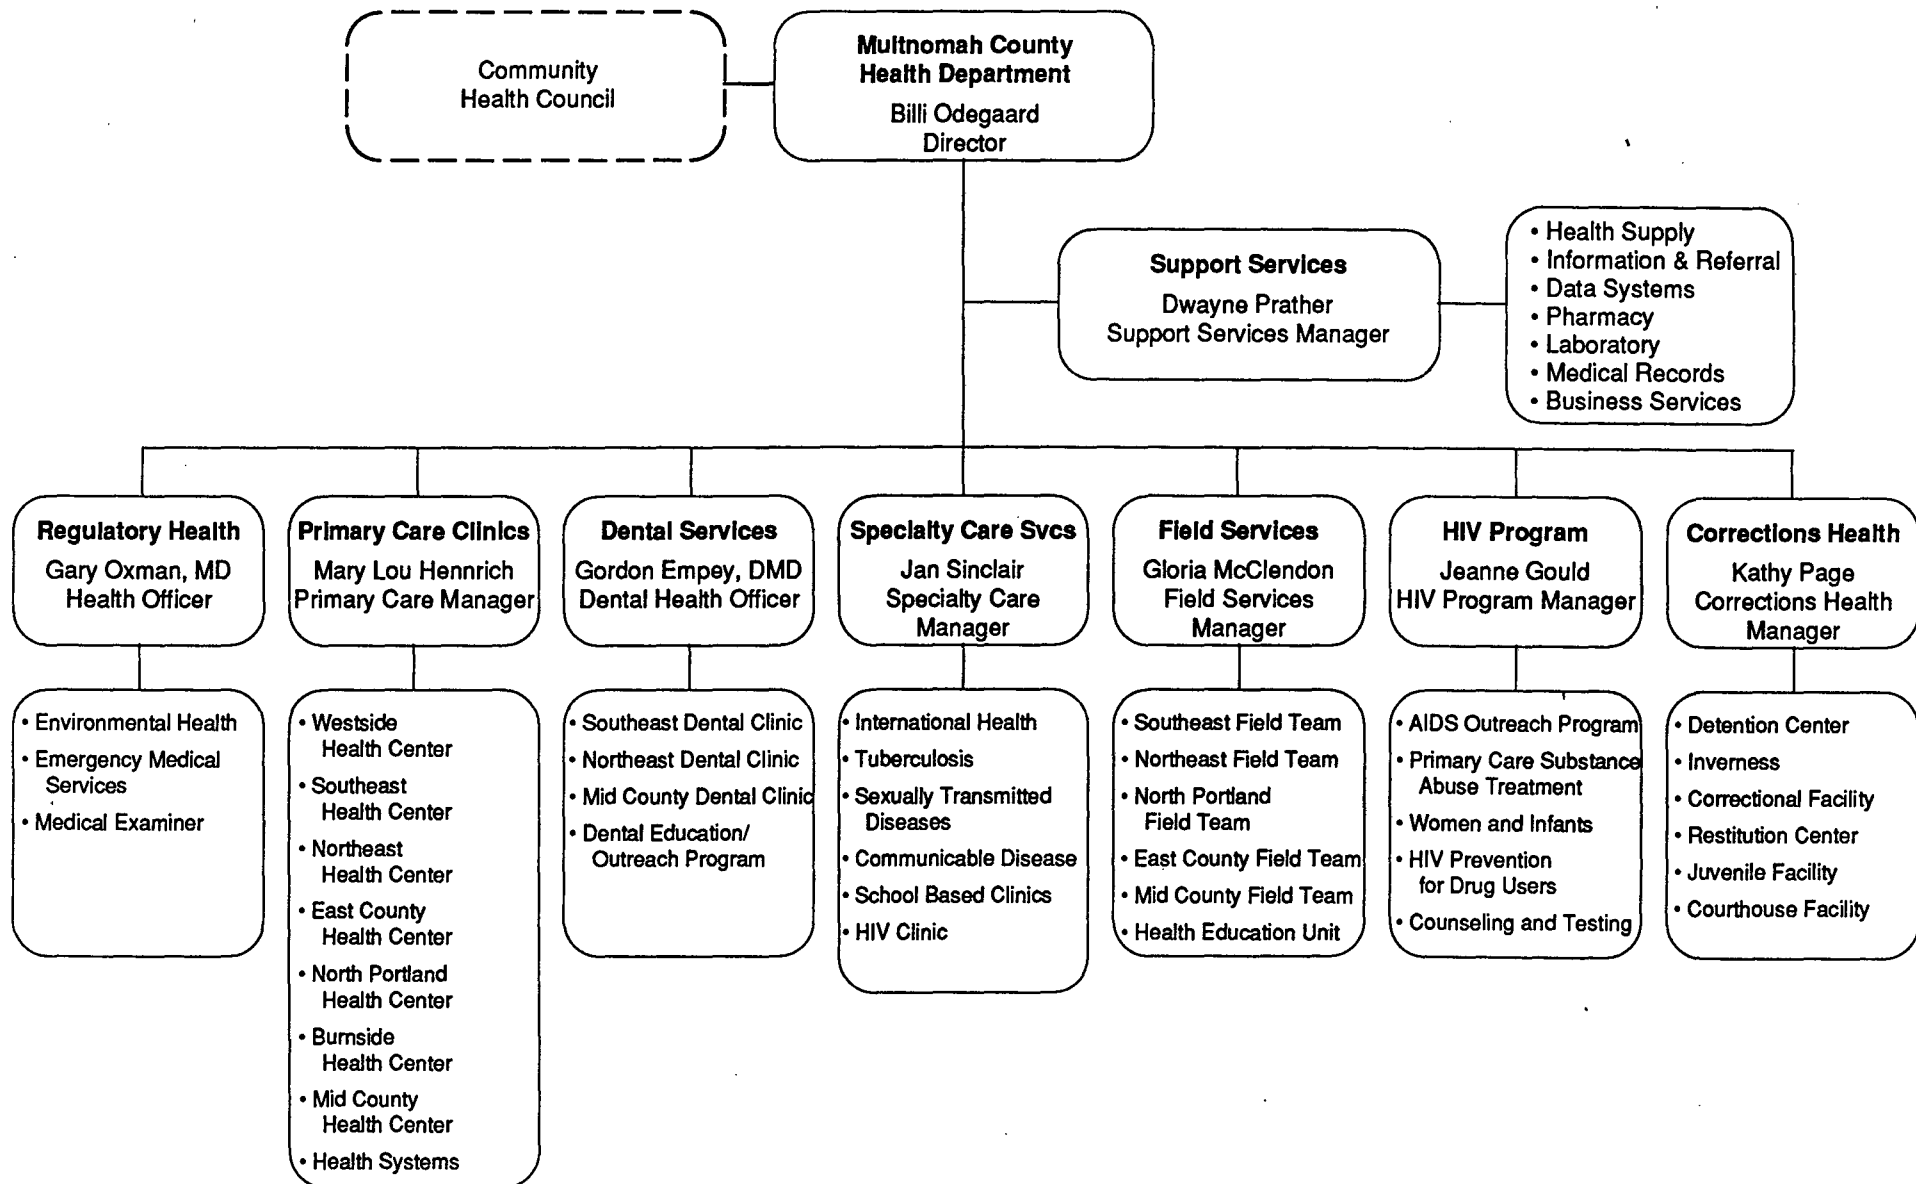 Community
Health Council
Multnomah County
Health Department
Billi Odegaard
Director
Support Services
Dwayne Prather
Support Services Manager
• Health Supply
• Information & Referral
• Data Systems
• Pharmacy
• Laboratory
• Medical Records
• Business Services
Regulatory Health
Gary Oxman, MD
Health Officer
Primary Care Clinics
Mary Lou Hennrich
Primary Care Manager
Dental Services
Gordon Empey, DMD
Dental Health Officer
Specialty Care Svcs
Jan Sinclair
Specialty Care
Manager
Field Services
Gloria McClendon
Field Services
Manager
HIV Program
Jeanne Gould
HIV Program Manager
Corrections Health
Kathy Page
Corrections Health
Manager
• Environmental Health
• Emergency Medical
Services
• Medical Examiner
• Westside
Health Center
• Southeast
Health Center
• Northeast
Health Center
• East County
Health Center
• North Portland
Health Center
• Burnside
Health Center
• Mid County
Health Center
• Health Systems
• Southeast Dental Clinic
• Northeast Dental Clinic
• Mid County Dental Clinic
• Dental Education/
Outreach Program
• International Health
• Tuberculosis
• Sexually Transmitted
Diseases
• Communicable Disease
• School Based Clinics
• HIV Clinic
• Southeast Field Team
• Northeast Field Team
• North Portland
Field Team
• East County Field Team
• Mid County Field Team
• Health Education Unit
• AIDS Outreach Program
• Primary Care Substance
Abuse Treatment
• Women and Infants
• HIV Prevention
for Drug Users
• Counseling and Testing
• Detention Center
• Inverness
• Correctional Facility
• Restitution Center
• Juvenile Facility
• Courthouse Facility